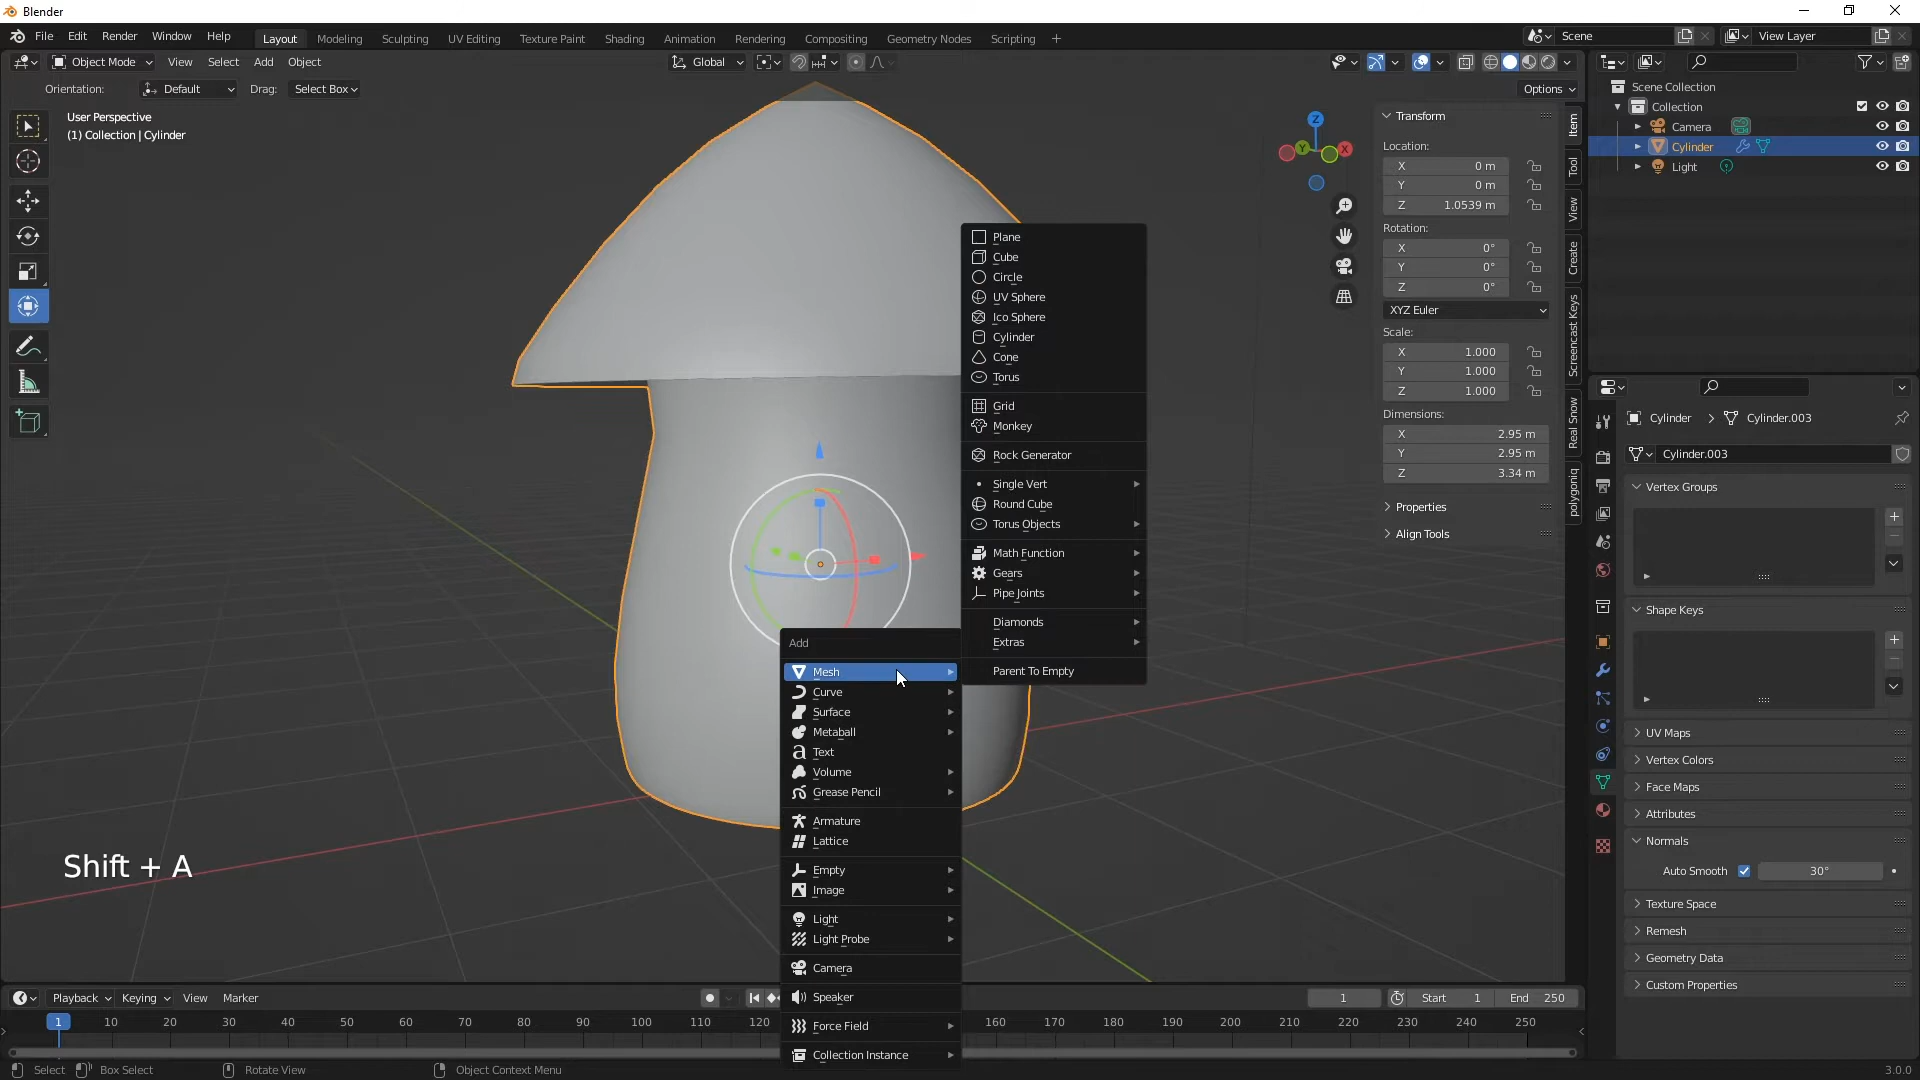 Blender
File Edit Render Window Help
Layout Modeling Sculpting UV Editing Texture Paint Shading Animation Rendering Compositing Geometry Nodes Scripting +
Scene
View Layer
Object Mode View Select Add Object
Global
Orientation: Default Drag: Select Box
Options
User Perspective
(1) Collection | Cylinder
Z
Y
X
Transform
Location:
X 0 m
Y 0 m
Z 1.0539 m
Rotation:
X 0°
Y 0°
Z 0°
XYZ Euler
Scale:
X 1.000
Y 1.000
Z 1.000
Dimensions:
X 2.95 m
Y 2.95 m
Z 3.34 m
Properties
Align Tools
Item
Tool
View
Create
Screencast Keys
Real Snow
polygoniq
Scene Collection
Collection
Camera
Cylinder
Light
Cylinder > Cylinder.003
Cylinder.003
Vertex Groups
Shape Keys
UV Maps
Vertex Colors
Face Maps
Attributes
Normals
Auto Smooth 30°
Texture Space
Remesh
Geometry Data
Custom Properties
Plane
Cube
Circle
UV Sphere
Ico Sphere
Cylinder
Cone
Torus
Grid
Monkey
Rock Generator
Single Vert
Round Cube
Torus Objects
Math Function
Gears
Pipe Joints
Diamonds
Extras
Parent To Empty
Add
Mesh
Curve
Surface
Metaball
Text
Volume
Grease Pencil
Armature
Lattice
Empty
Image
Light
Light Probe
Camera
Speaker
Force Field
Collection Instance
Shift + A
Playback Keying View Marker
1 Start 1 End 250
1 10 20 30 40 50 60 70 80 90 100 110 120 160 170 180 190 200 210 220 230 240 250
Select Box Select Rotate View Object Context Menu
3.0.0